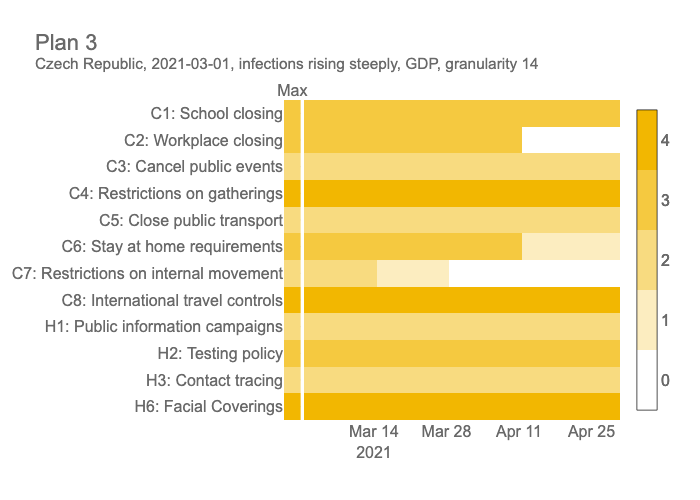 Plan 3
Czech Republic, 2021-03-01, infections rising steeply, GDP, granularity 14
Max
C1: School closing
C2: Workplace closing
C3: Cancel public events
C4: Restrictions on gatherings
C5: Close public transport
C6: Stay at home requirements
C7: Restrictions on internal movement
C8: International travel controls
H1: Public information campaigns
H2: Testing policy
H3: Contact tracing
H6: Facial Coverings
Mar 14 Mar 28 Apr 11 Apr 25
2021
4
3
2
1
0